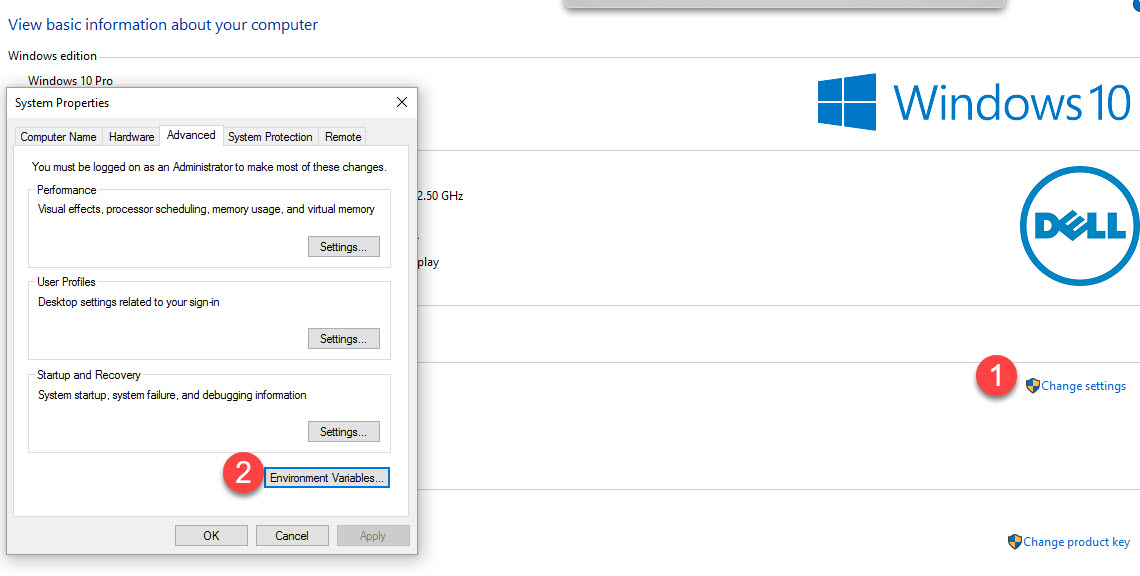 View basic information about your computer
Windows edition
Windows 10 Pro
Windows 10
System Properties
Computer Name
Hardware
Advanced
System Protection
Remote
You must be logged on as an Administrator to make most of these changes.
Performance
Visual effects, processor scheduling, memory usage, and virtual memory
Settings...
2.50 GHz
DELL
play
User Profiles
Desktop settings related to your sign-in
Settings...
Startup and Recovery
System startup, system failure, and debugging information
Settings...
1
Change settings
2
Environment Variables...
OK
Cancel
Apply
Change product key